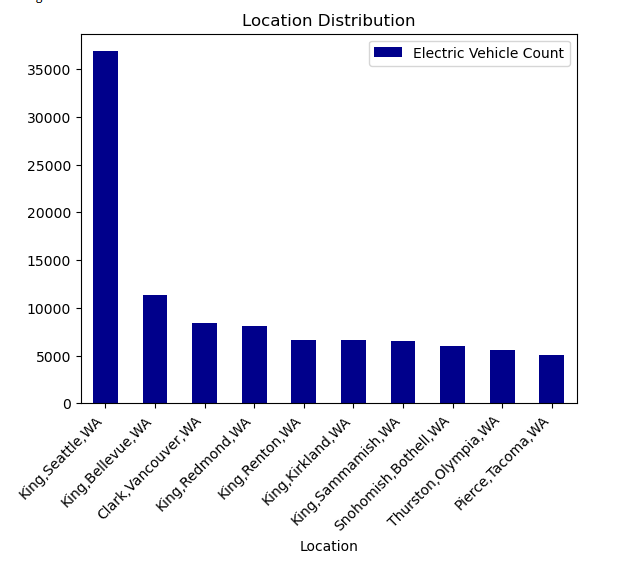 Location Distribution
Electric Vehicle Count
35000
30000
25000
20000
15000
10000
5000
0
King,Seattle,WA
King,Bellevue,WA
Clark,Vancouver,WA
King,Redmond,WA
King,Renton,WA
King,Kirkland,WA
King,Sammamish,WA
Snohomish,Bothell,WA
Thurston,Olympia,WA
Pierce,Tacoma,WA
Location